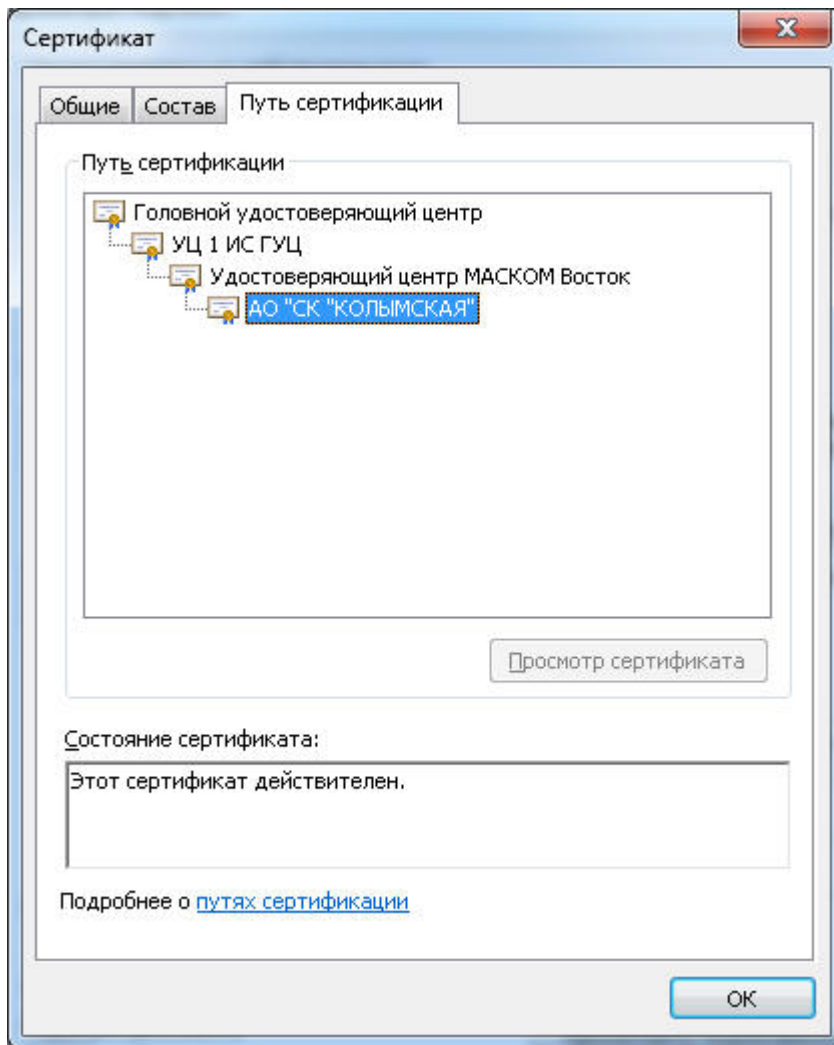 Сертификат
Общие Состав Путь сертификации
Путь сертификации
Головной удостоверяющий центр
УЦ 1 ИС ГУЦ
Удостоверяющий центр МАСКОМ Восток
АО "СК "КОЛЫМСКАЯ"
Просмотр сертификата
Состояние сертификата:
Этот сертификат действителен.
Подробнее о путях сертификации
ОК